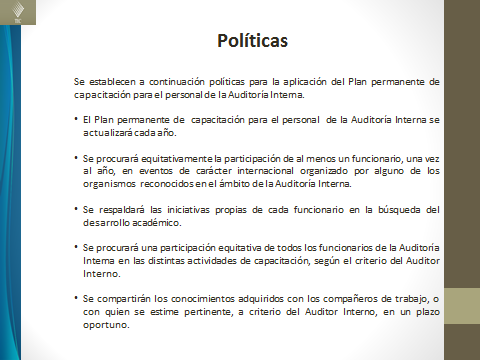 Políticas
Se establecen a continuación políticas para la aplicación del Plan permanente de
capacitación para el personal de la Auditoría Interna.
• El Plan permanente de capacitación para el personal de la Auditoría Interna se
actualizará cada año.
• Se procurará equitativamente la participación de al menos un funcionario, una vez
al año, en eventos de carácter internacional organizado por alguno de los
organismos reconocidos en el ámbito de la Auditoría Interna.
• Se respaldará las iniciativas propias de cada funcionario en la búsqueda del
desarrollo académico.
• Se procurará una participación equitativa de todos los funcionarios de la Auditoría
Interna en las distintas actividades de capacitación, según el criterio del Auditor
Interno.
• Se compartirán los conocimientos adquiridos con los compañeros de trabajo, o
con quien se estime pertinente, a criterio del Auditor Interno, en un plazo
oportuno.